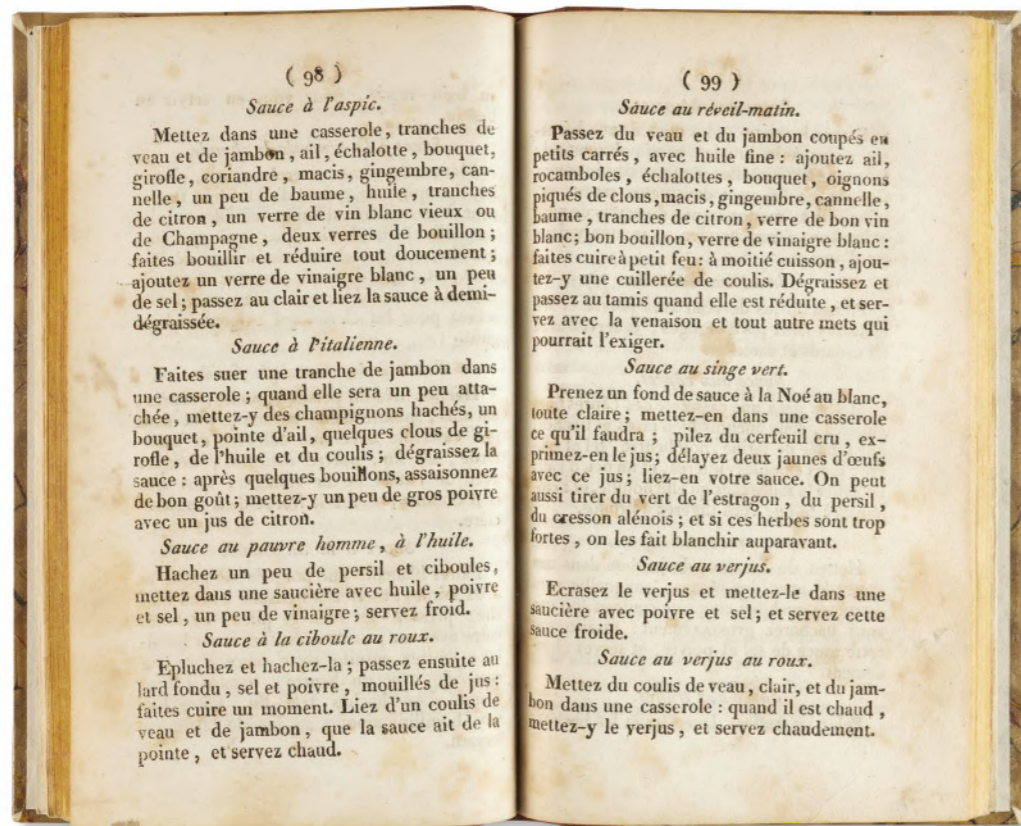 ( 98 )
Sauce à l'aspic.
Mettez dans une casserole, tranches de
veau et de jambon, ail, échalotte, bouquet,
girofle, coriandre, macis, gingembre, can-
nelle, un peu de baume, huile, tranches
de citron, un verre de vin blanc vieux ou
de Champagne, deux verres de bouillon;
faites bouillir et réduire tout doucement;
ajoutez un verre de vinaigre blanc, un peu
de sel; passez au clair et liez la sauce à demi-
dégraissée.
Sauce à l'italienne.
Faites suer une tranche de jambon dans
une casserole; quand elle sera un peu atta-
chée, mettez-y des champignons hachés, un
bouquet, pointe d'ail, quelques clous de gi-
rofle, de l'huile et du coulis; dégraissez la
sauce: après quelques bouillons, assaisonnez
de bon goût; mettez-y un peu de gros poivre
avec un jus de citron.
Sauce au pauvre homme, à l'huile.
Hachez un peu de persil et ciboules,
mettez dans une saucière avec huile, poivre
et sel, un peu de vinaigre; servez froid.
Sauce à la ciboule au roux.
Epluchez et hachez-la; passez ensuite au
lard fondu, sel et poivre, mouillés de jus:
faites cuire un moment. Liez d'un coulis de
veau et de jambon, que la sauce ait de la
pointe, et servez chaud.
( 99 )
Sauce au réveil-matin.
Passez du veau et du jambon coupés en
petits carrés, avec huile fine: ajoutez ail,
rocamboles, échalottes, bouquet, oignons
piqués de clous, macis, gingembre, cannelle,
baume, tranches de citron, verre de bon vin
blanc; bon bouillon, verre de vinaigre blanc:
faites cuire à petit feu: à moitié cuisson, ajou-
tez-y une cuillerée de coulis. Dégraissez et
passez au tamis quand elle est réduite, et ser-
vez avec la venaison et tout autre mets qui
pourrait l'exiger.
Sauce au singe vert.
Prenez un fond de sauce à la Noé au blanc,
toute claire; mettez-en dans une casserole
ce qu'il faudra; pilez du cerfeuil cru, ex-
primez-en le jus; délayez deux jaunes d'œufs
avec ce jus; liez-en votre sauce. On peut
aussi tirer du vert de l'estragon, du persil,
du cresson alénois; et si ces herbes sont trop
fortes, on les fait blanchir auparavant.
Sauce au verjus.
Ecrasez le verjus et mettez-le dans une
saucière avec poivre et sel; et servez cette
sauce froide.
Sauce au verjus au roux.
Mettez du coulis de veau, clair, et du jam-
bon dans une casserole: quand il est chaud,
mettez-y le verjus, et servez chaudement.